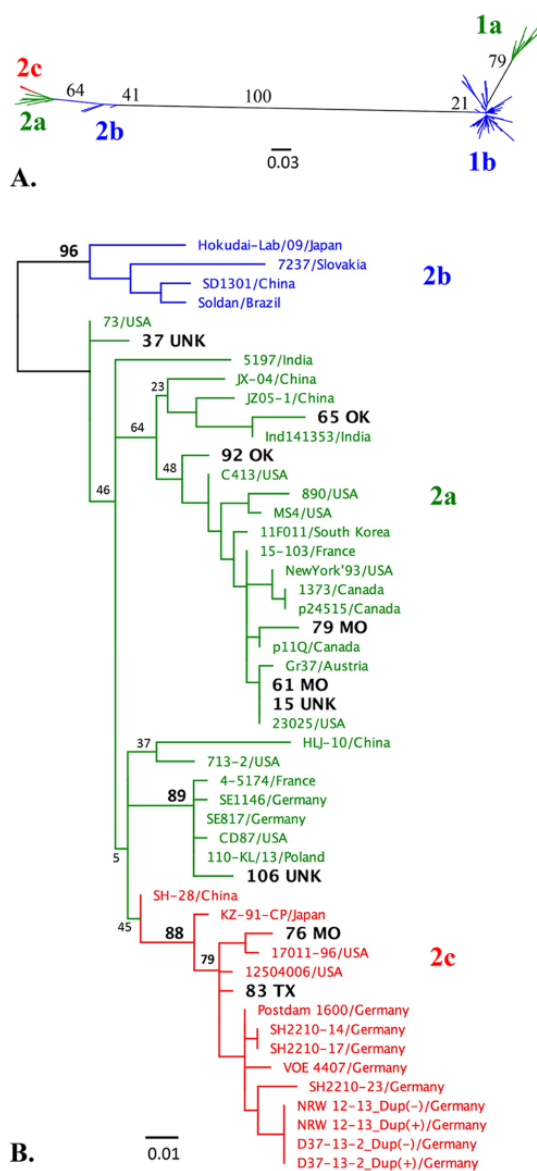 1a
79
2c
64
41
100
21
2a
2b
0.03
1b
A.
Hokudai-Lab/09/Japan
96
7237/Slovakia
2b
SD1301/China
Soldan/Brazil
73/USA
37 UNK
5197/India
JX-04/China
23
JZ05-1/China
65 OK
64
Ind141353/India
92 OK
48
C413/USA
46
890/USA
2a
MS4/USA
11F011/South Korea
15-103/France
NewYork'93/USA
1373/Canada
p24515/Canada
79 MO
p11Q/Canada
Gr37/Austria
61 MO
15 UNK
23025/USA
37
HLJ-10/China
713-2/USA
4-5174/France
89
SE1146/Germany
SE817/Germany
CD87/USA
5
110-KL/13/Poland
106 UNK
SH-28/China
45
KZ-91-CP/Japan
88
76 MO
79
17011-96/USA
2c
12504006/USA
83 TX
Postdam 1600/Germany
SH2210-14/Germany
SH2210-17/Germany
VOE 4407/Germany
SH2210-23/Germany
NRW 12-13_Dup(-)/Germany
NRW 12-13_Dup(+)/Germany
D37-13-2_Dup(-)/Germany
D37-13-2_Dup(+)/Germany
B.
0.01